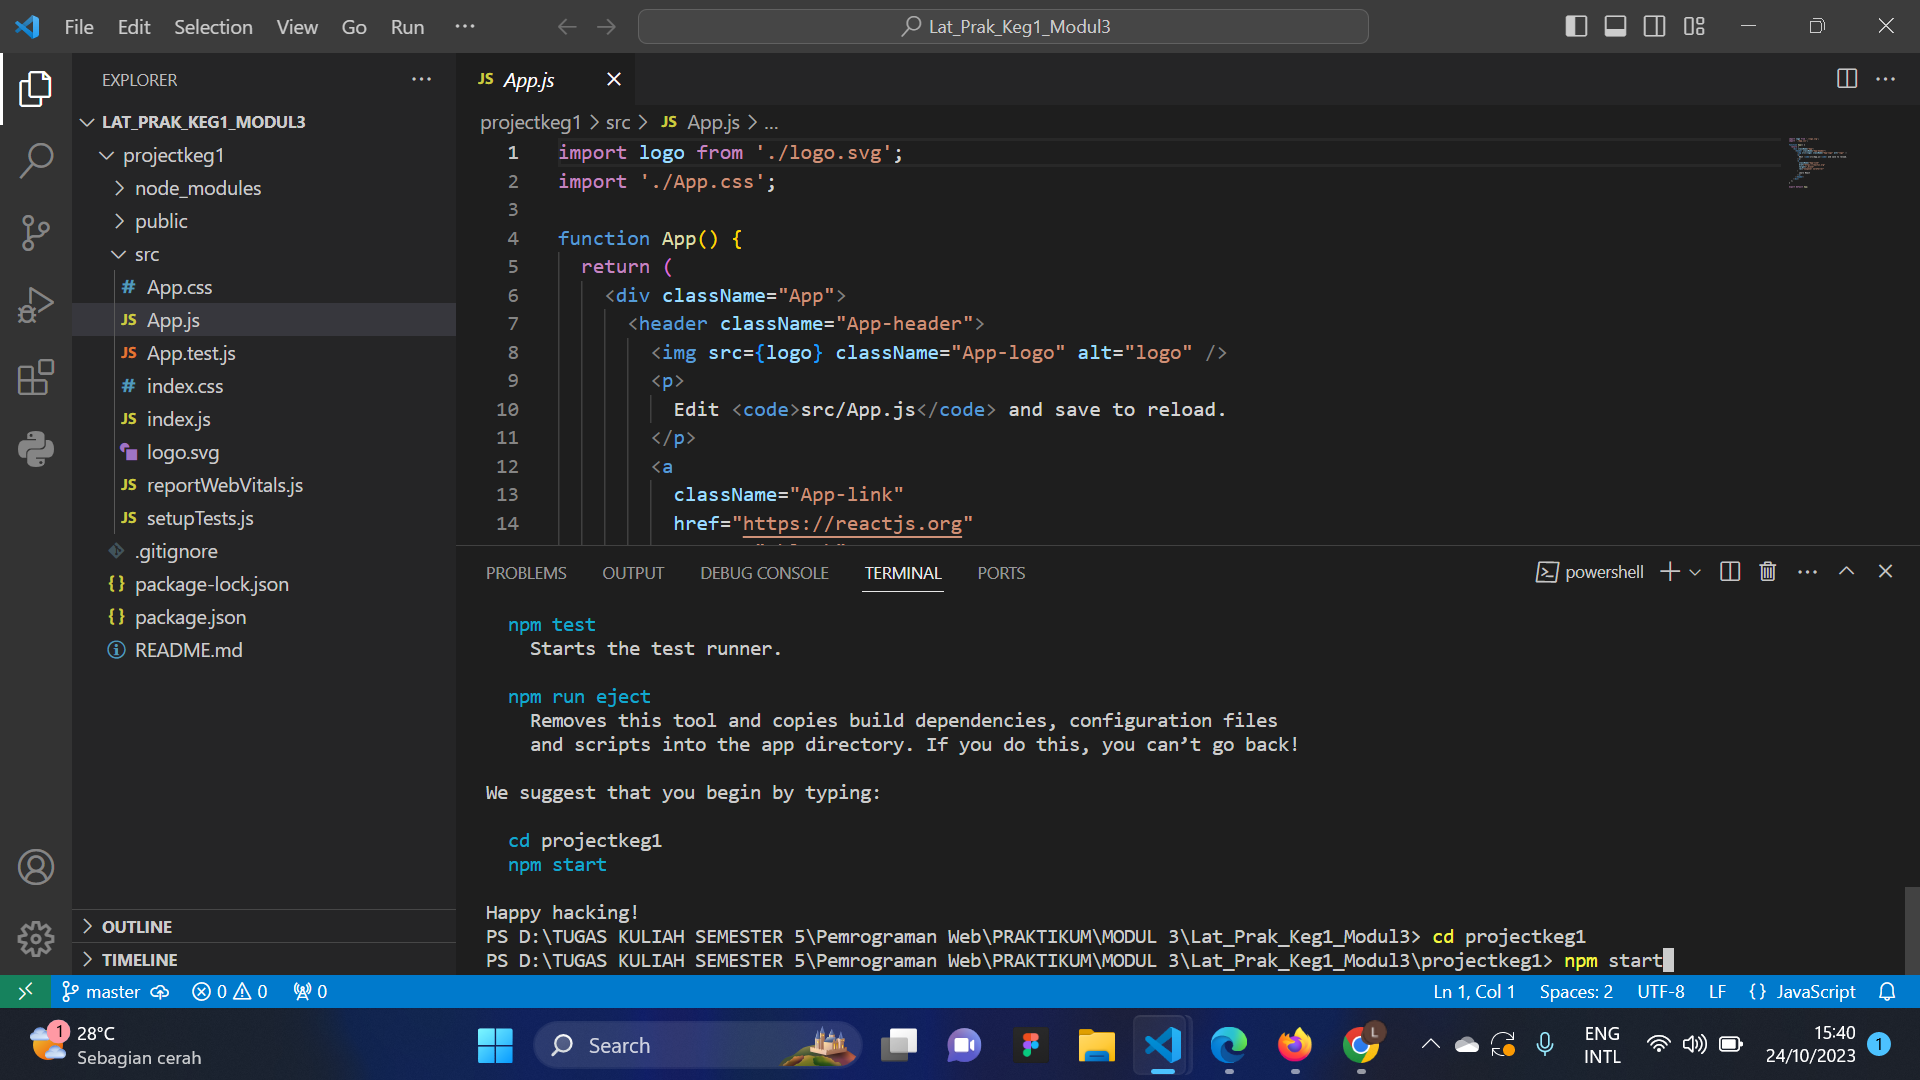 File Edit Selection View Go Run ···
Lat_Prak_Keg1_Modul3
EXPLORER
LAT_PRAK_KEG1_MODUL3
projectkeg1
node_modules
public
src
# App.css
JS App.js
JS App.test.js
# index.css
JS index.js
logo.svg
JS reportWebVitals.js
JS setupTests.js
.gitignore
{} package-lock.json
{} package.json
README.md
OUTLINE
TIMELINE
JS App.js
projectkeg1 > src > JS App.js > ...
1 import logo from './logo.svg';
2 import './App.css';
3
4 function App() {
5 return (
6 <div className="App">
7 <header className="App-header">
8 <img src={logo} className="App-logo" alt="logo" />
9 <p>
10 Edit <code>src/App.js</code> and save to reload.
11 </p>
12 <a
13 className="App-link"
14 href="https://reactjs.org"
PROBLEMS OUTPUT DEBUG CONSOLE TERMINAL PORTS
powershell
npm test
Starts the test runner.
npm run eject
Removes this tool and copies build dependencies, configuration files
and scripts into the app directory. If you do this, you can’t go back!
We suggest that you begin by typing:
cd projectkeg1
npm start
Happy hacking!
PS D:\TUGAS KULIAH SEMESTER 5\Pemrograman Web\PRAKTIKUM\MODUL 3\Lat_Prak_Keg1_Modul3> cd projectkeg1
PS D:\TUGAS KULIAH SEMESTER 5\Pemrograman Web\PRAKTIKUM\MODUL 3\Lat_Prak_Keg1_Modul3\projectkeg1> npm start
master 0 0 0
Ln 1, Col 1 Spaces: 2 UTF-8 LF {} JavaScript
1
28°C
Sebagian cerah
Search
L
ENG
INTL
15:40
24/10/2023
1